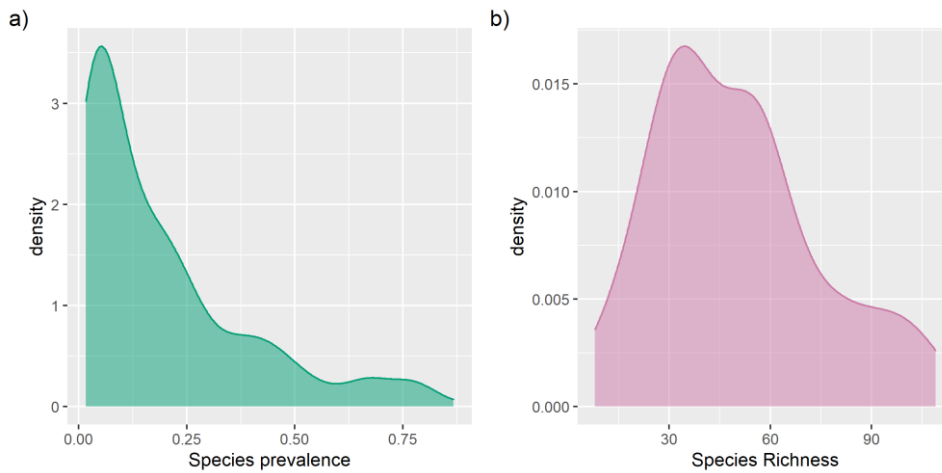 a)
density
3
2
1
0
0.00 0.25 0.50 0.75
Species prevalence
b)
density
0.015
0.010
0.005
0.000
30 60 90
Species Richness